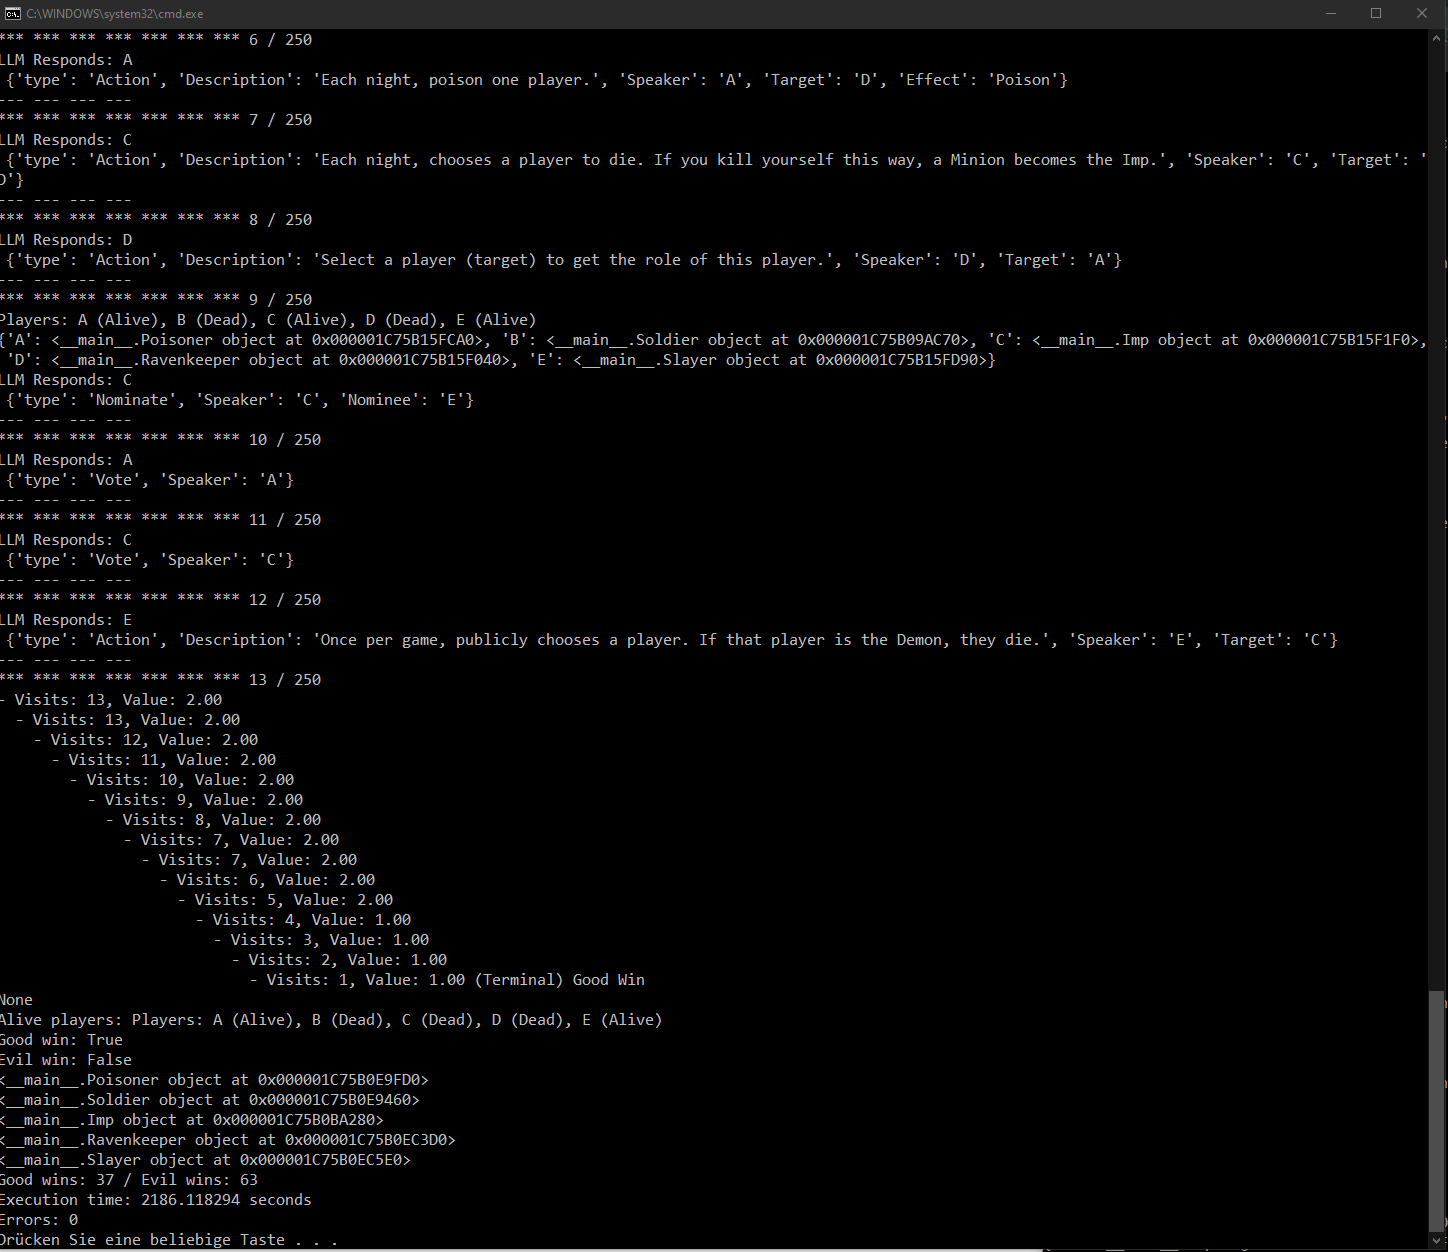 C:\WINDOWS\system32\cmd.exe
*** *** *** *** *** *** *** 6 / 250
LLM Responds: A
{'type': 'Action', 'Description': 'Each night, poison one player.', 'Speaker': 'A', 'Target': 'D', 'Effect': 'Poison'}
--- --- --- ---
*** *** *** *** *** *** *** 7 / 250
LLM Responds: C
{'type': 'Action', 'Description': 'Each night, chooses a player to die. If you kill yourself this way, a Minion becomes the Imp.', 'Speaker': 'C', 'Target': '
D'}
--- --- --- ---
*** *** *** *** *** *** *** 8 / 250
LLM Responds: D
{'type': 'Action', 'Description': 'Select a player (target) to get the role of this player.', 'Speaker': 'D', 'Target': 'A'}
--- --- --- ---
*** *** *** *** *** *** *** 9 / 250
Players: A (Alive), B (Dead), C (Alive), D (Dead), E (Alive)
{'A': <__main__.Poisoner object at 0x000001C75B15FCA0>, 'B': <__main__.Soldier object at 0x000001C75B09AC70>, 'C': <__main__.Imp object at 0x000001C75B15F1F0>,
'D': <__main__.Ravenkeeper object at 0x000001C75B15F040>, 'E': <__main__.Slayer object at 0x000001C75B15FD90>}
LLM Responds: C
{'type': 'Nominate', 'Speaker': 'C', 'Nominee': 'E'}
--- --- --- ---
*** *** *** *** *** *** *** 10 / 250
LLM Responds: A
{'type': 'Vote', 'Speaker': 'A'}
--- --- --- ---
*** *** *** *** *** *** *** 11 / 250
LLM Responds: C
{'type': 'Vote', 'Speaker': 'C'}
--- --- --- ---
*** *** *** *** *** *** *** 12 / 250
LLM Responds: E
{'type': 'Action', 'Description': 'Once per game, publicly chooses a player. If that player is the Demon, they die.', 'Speaker': 'E', 'Target': 'C'}
--- --- --- ---
*** *** *** *** *** *** *** 13 / 250
- Visits: 13, Value: 2.00
- Visits: 13, Value: 2.00
- Visits: 12, Value: 2.00
- Visits: 11, Value: 2.00
- Visits: 10, Value: 2.00
- Visits: 9, Value: 2.00
- Visits: 8, Value: 2.00
- Visits: 7, Value: 2.00
- Visits: 7, Value: 2.00
- Visits: 6, Value: 2.00
- Visits: 5, Value: 2.00
- Visits: 4, Value: 1.00
- Visits: 3, Value: 1.00
- Visits: 2, Value: 1.00
- Visits: 1, Value: 1.00 (Terminal) Good Win
None
Alive players: Players: A (Alive), B (Dead), C (Dead), D (Dead), E (Alive)
Good win: True
Evil win: False
<__main__.Poisoner object at 0x000001C75B0E9FD0>
<__main__.Soldier object at 0x000001C75B0E9460>
<__main__.Imp object at 0x000001C75B0BA280>
<__main__.Ravenkeeper object at 0x000001C75B0EC3D0>
<__main__.Slayer object at 0x000001C75B0EC5E0>
Good wins: 37 / Evil wins: 63
Execution time: 2186.118294 seconds
Errors: 0
Drücken Sie eine beliebige Taste . . .